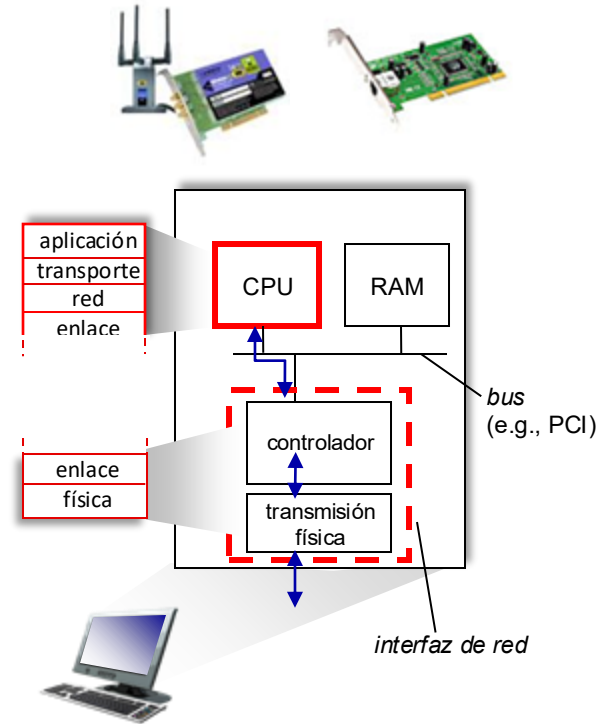 aplicación
transporte
red
enlace
CPU
RAM
bus
(e.g., PCI)
controlador
enlace
física
transmisión
física
interfaz de red